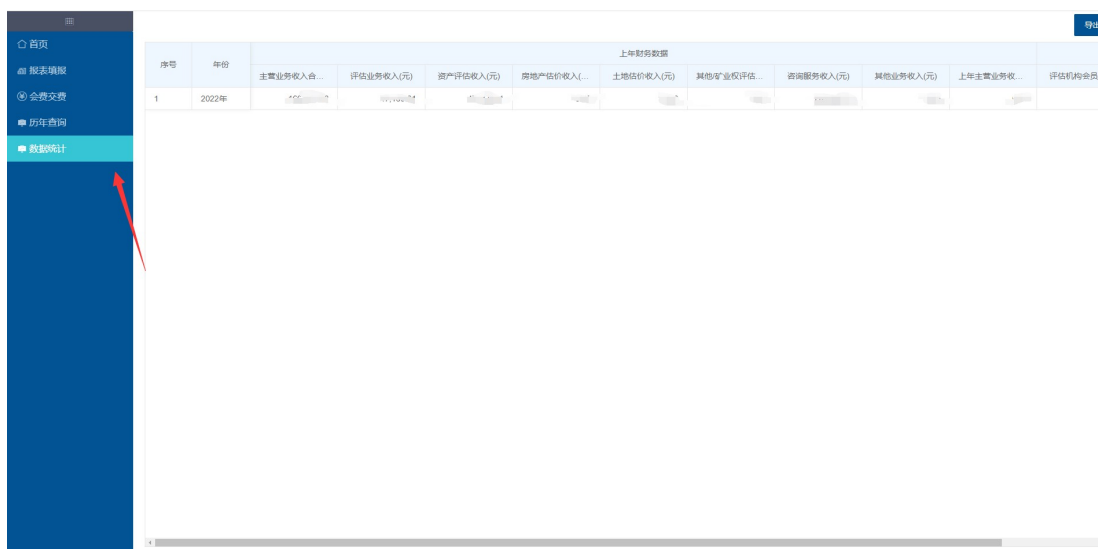 导出
首页
报表填报
会费交费
历年查询
数据统计
序号
年份
上年财务数据
主营业务收入合...
评估业务收入(元)
资产评估收入(元)
房地产估价收入(...
土地估价收入(元)
其他/矿业权评估...
咨询服务收入(元)
其他业务收入(元)
上年主营业务收...
评估机构会员
1
2022年